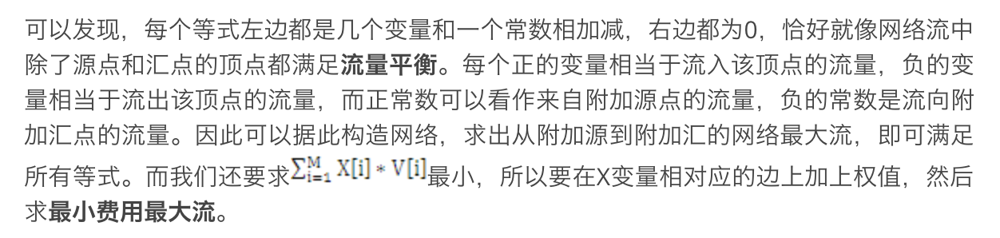 可以发现，每个等式左边都是几个变量和一个常数相加减，右边都为0，恰好就像网络流中
除了源点和汇点的顶点都满足流量平衡。每个正的变量相当于流入该顶点的流量，负的变
量相当于流出该顶点的流量，而正常数可以看作来自附加源点的流量，负的常数是流向附
加汇点的流量。因此可以据此构造网络，求出从附加源到附加汇的网络最大流，即可满足
所有等式。而我们还要求∑_{i=1}^{M} X[i] * V[i]最小，所以要在X变量相对应的边上加上权值，然后
求最小费用最大流。